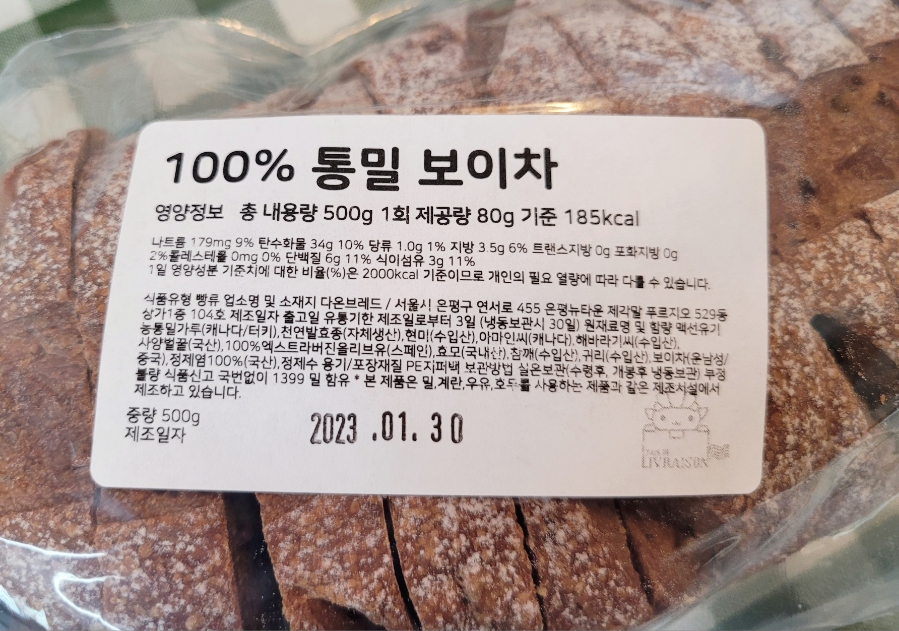 100% 통밀 보이차
영양정보 총 내용량 500g 1회 제공량 80g 기준 185kcal
나트륨 179mg 9% 탄수화물 34g 10% 당류 1.0g 1% 지방 3.5g 6% 트랜스지방 0g 포화지방 0g
2%콜레스테롤 0mg 0% 단백질 6g 11% 식이섬유 3g 11%
1일 영양성분 기준치에 대한 비율(%)은 2000kcal 기준이므로 개인의 필요 열량에 따라 다를 수 있습니다.
식품유형 빵류 업소명 및 소재지 다온브레드 / 서울시 은평구 연서로 455 은평뉴타운 제각말 푸르지오 529동
상가1층 104호 제조일자 출고일 유통기한 제조일로부터 3일 (냉동보관시 30일) 원재료명 및 함량 맥선유기
농통밀가루(캐나다/터키),천연발효종(자체생산),현미(수입산),아마인씨(캐나다),해바라기씨(수입산),
사양벌꿀(국산),100%엑스트라버진올리브유(스페인),효모(국내산),참깨(수입산),귀리(수입산),보이차(운남성/
중국),정제염100%(국산),정제수 용기/포장재질 PE지퍼백 보관방법 실온보관(수령후, 개봉후 냉동보관) 부정
불량 식품신고 국번없이 1399 밀 함유 * 본 제품은 밀,계란,우유,호두를 사용하는 제품과 같은 제조시설에서
제조하고 있습니다.
중량 500g
제조일자 2023 .01. 30
LIVRAISON